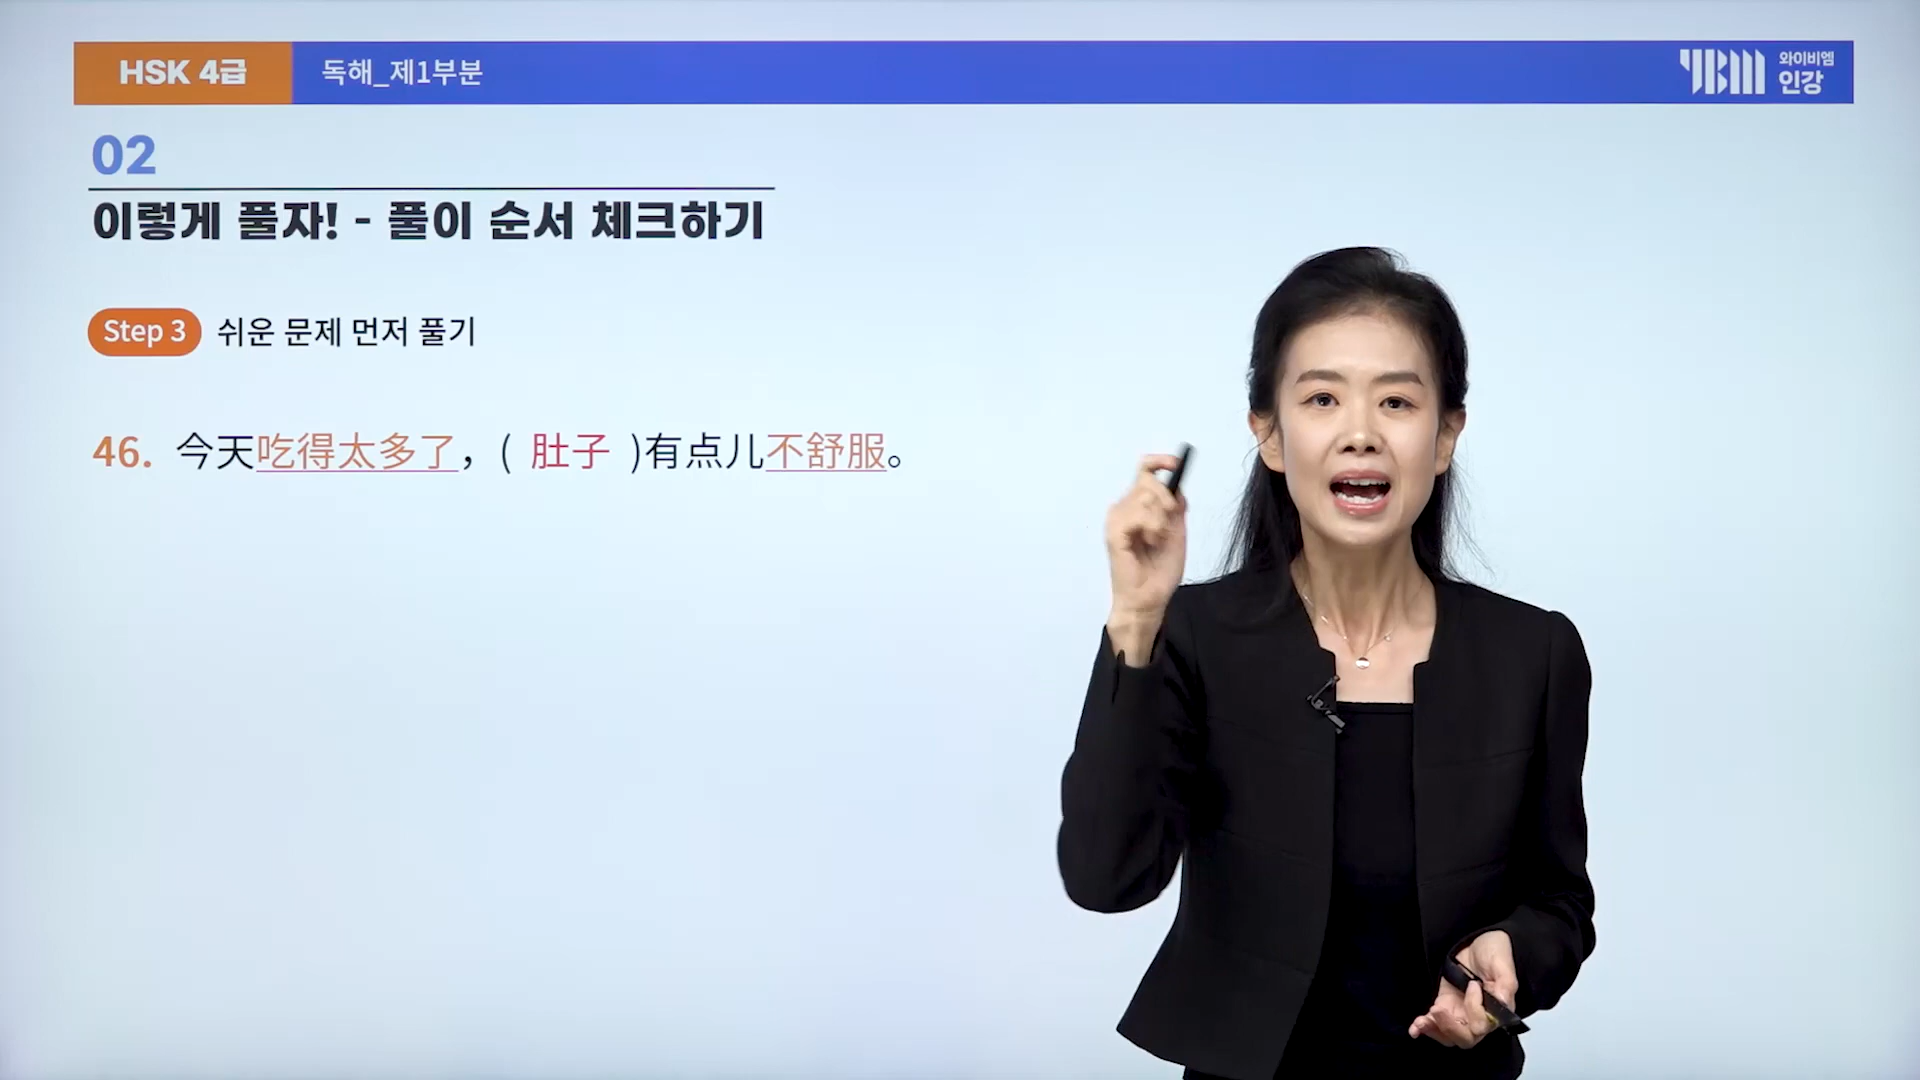 HSK 4급
독해_제1부분
YBM
와이비엠
인강
02
이렇게 풀자! - 풀이 순서 체크하기
Step 3 쉬운 문제 먼저 풀기
46. 今天吃得太多了，( 肚子 )有点儿不舒服。